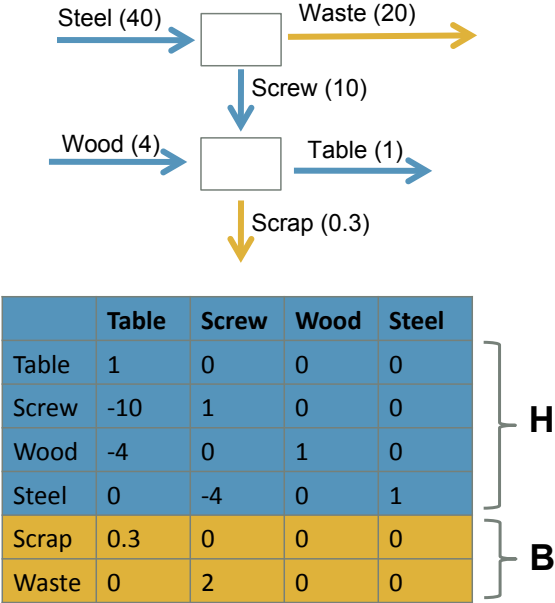 Steel (40)
Waste (20)
Screw (10)
Wood (4)
Table (1)
Scrap (0.3)
Table Screw Wood Steel
Table 1 0 0 0
Screw -10 1 0 0
Wood -4 0 1 0
Steel 0 -4 0 1
Scrap 0.3 0 0 0
Waste 0 2 0 0
H
B